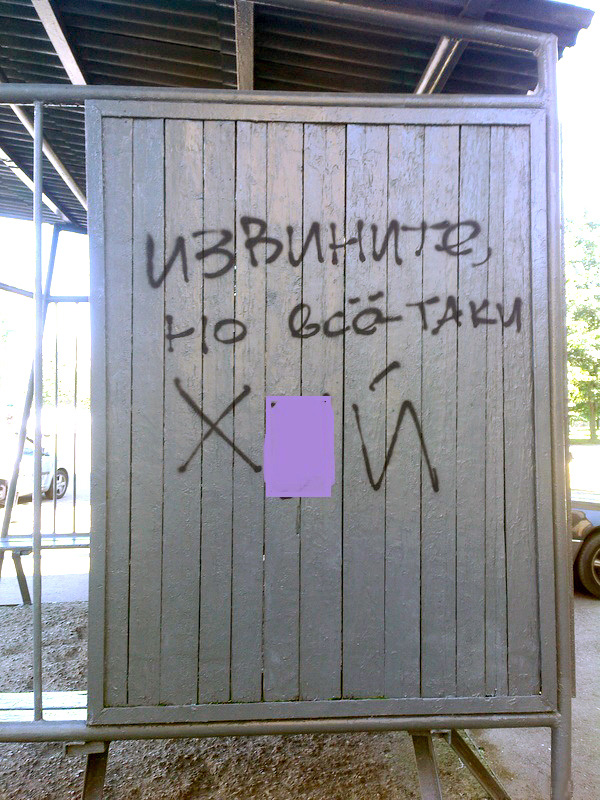 извините,
но всё-таки
Х Й